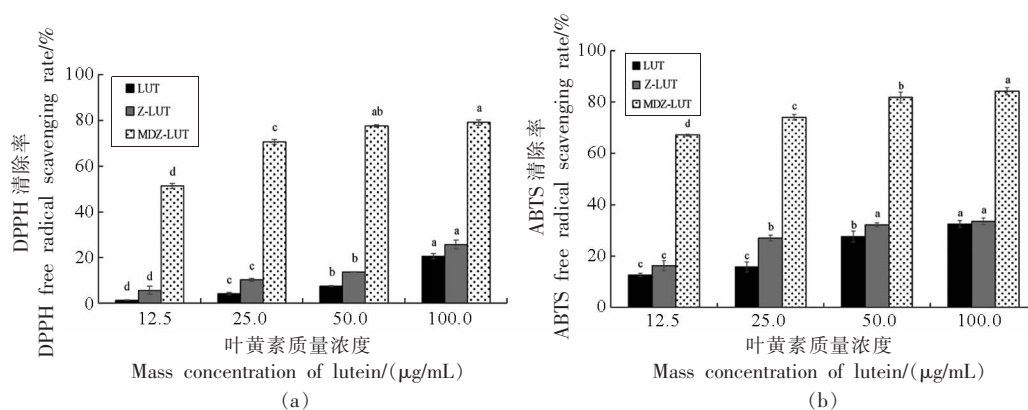 DPPH 清除率
DPPH free radical scavenging rate/%
100
80
60
40
20
0
LUT
Z-LUT
MDZ-LUT
d
d
d
c
c
c
b
b
ab
a
a
a
12.5
25.0
50.0
100.0
叶黄素质量浓度
Mass concentration of lutein/(μg/mL)
(a)
ABTS 清除率
ABTS free radical scavenging rate/%
100
80
60
40
20
0
LUT
Z-LUT
MDZ-LUT
c
c
d
c
b
c
b
a
b
a
a
a
12.5
25.0
50.0
100.0
叶黄素质量浓度
Mass concentration of lutein/(μg/mL)
(b)